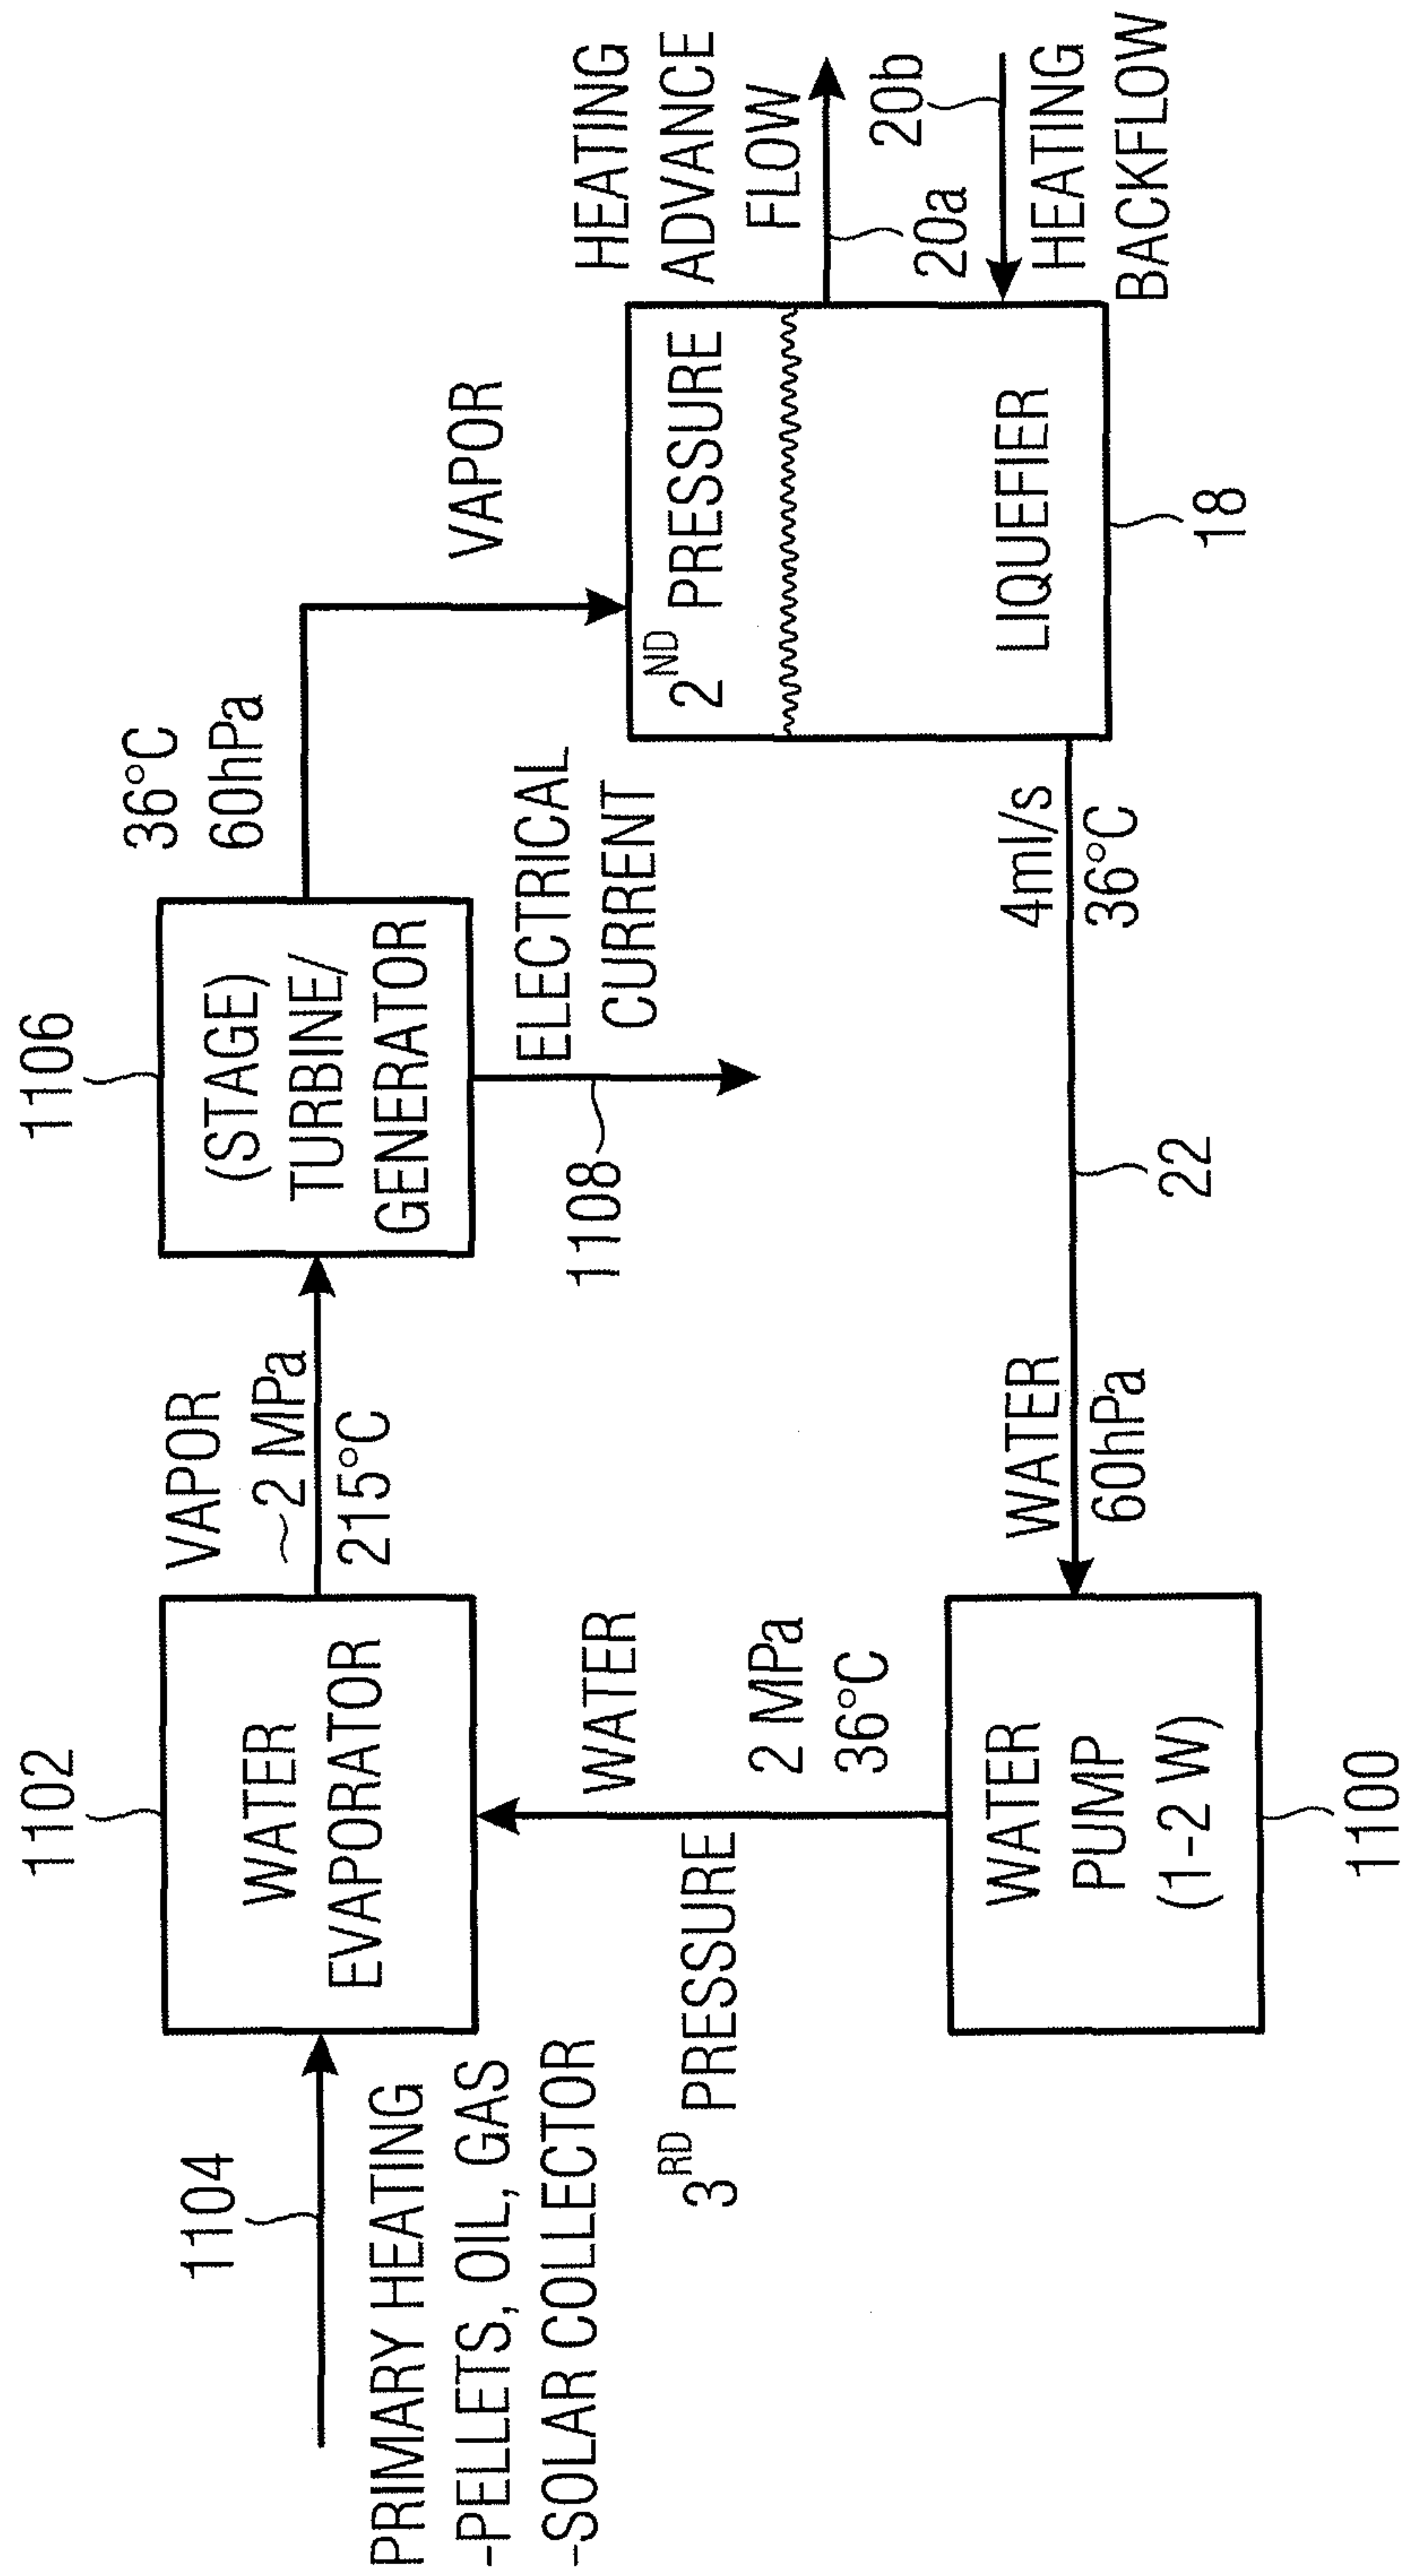 1104
PRIMARY HEATING
-PELLETS, OIL, GAS
-SOLAR COLLECTOR
1102
WATER
EVAPORATOR
VAPOR
~2 MPa
215°C
1106
(STAGE)
TURBINE/
GENERATOR
36°C
60hPa
VAPOR
1108
ELECTRICAL
CURRENT
2ND PRESSURE
LIQUEFIER
18
HEATING
ADVANCE
FLOW
20a
20b
HEATING
BACKFLOW
4ml/s
36°C
22
WATER
60hPa
WATER
PUMP
(1-2 W)
1100
3RD PRESSURE
WATER
2 MPa
36°C